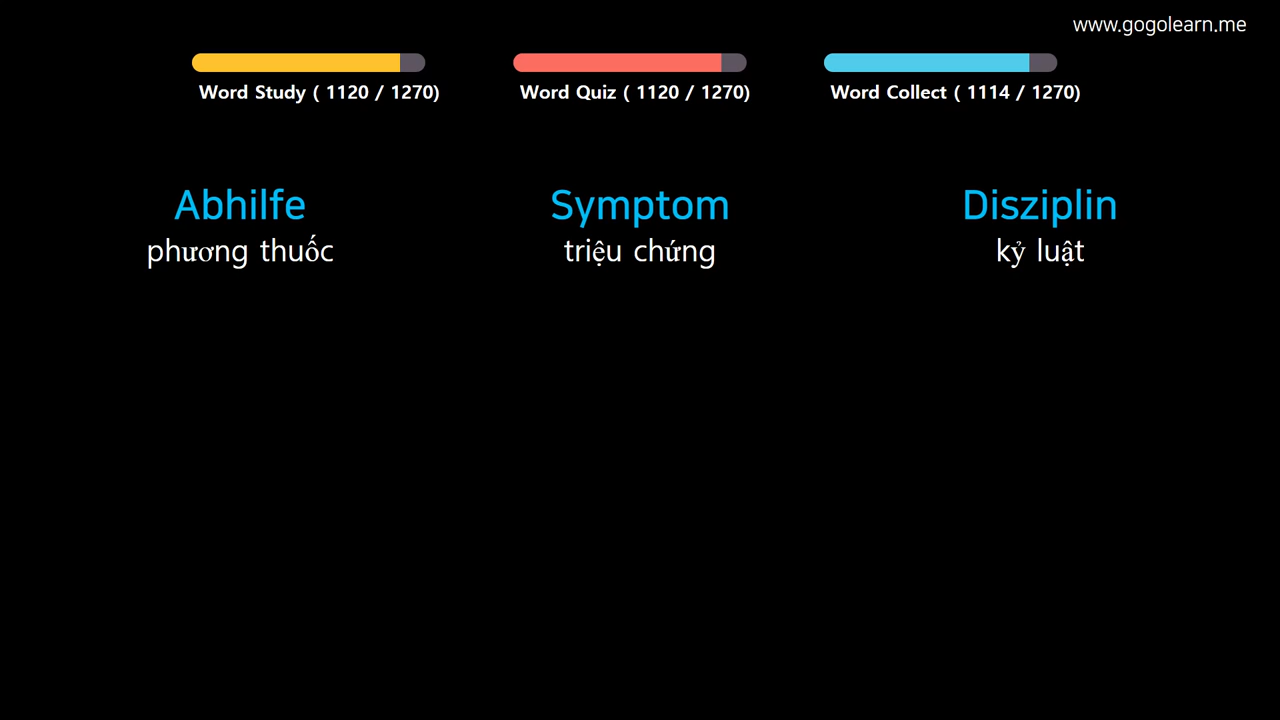 www.gogolearn.me
Word Study ( 1120 / 1270)
Word Quiz ( 1120 / 1270)
Word Collect ( 1114 / 1270)
Abhilfe
phương thuốc
Symptom
triệu chứng
Disziplin
kỷ luật